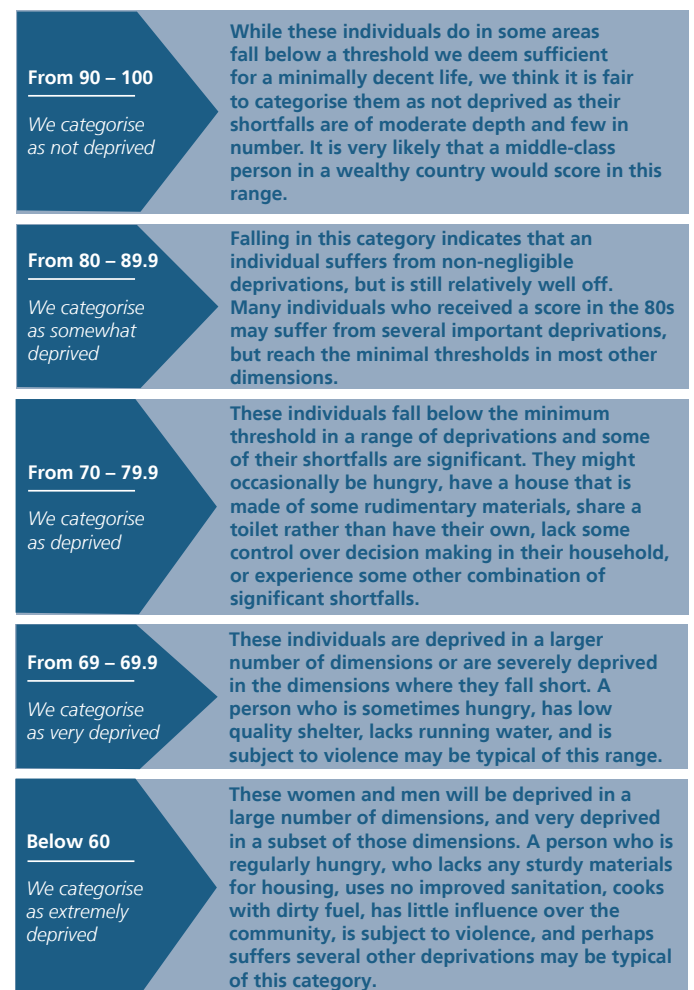 From 90 – 100
We categorise
as not deprived
While these individuals do in some areas
fall below a threshold we deem sufficient
for a minimally decent life, we think it is fair
to categorise them as not deprived as their
shortfalls are of moderate depth and few in
number. It is very likely that a middle-class
person in a wealthy country would score in this
range.
From 80 – 89.9
We categorise
as somewhat
deprived
Falling in this category indicates that an
individual suffers from non-negligible
deprivations, but is still relatively well off.
Many individuals who received a score in the 80s
may suffer from several important deprivations,
but reach the minimal thresholds in most other
dimensions.
From 70 – 79.9
We categorise
as deprived
These individuals fall below the minimum
threshold in a range of deprivations and some
of their shortfalls are significant. They might
occasionally be hungry, have a house that is
made of some rudimentary materials, share a
toilet rather than have their own, lack some
control over decision making in their household,
or experience some other combination of
significant shortfalls.
From 69 – 69.9
We categorise
as very deprived
These individuals are deprived in a larger
number of dimensions or are severely deprived
in the dimensions where they fall short. A
person who is sometimes hungry, has low
quality shelter, lacks running water, and is
subject to violence may be typical of this range.
Below 60
We categorise
as extremely
deprived
These women and men will be deprived in a
large number of dimensions, and very deprived
in a subset of those dimensions. A person who is
regularly hungry, who lacks any sturdy materials
for housing, uses no improved sanitation, cooks
with dirty fuel, has little influence over the
community, is subject to violence, and perhaps
suffers several other deprivations may be typical
of this category.